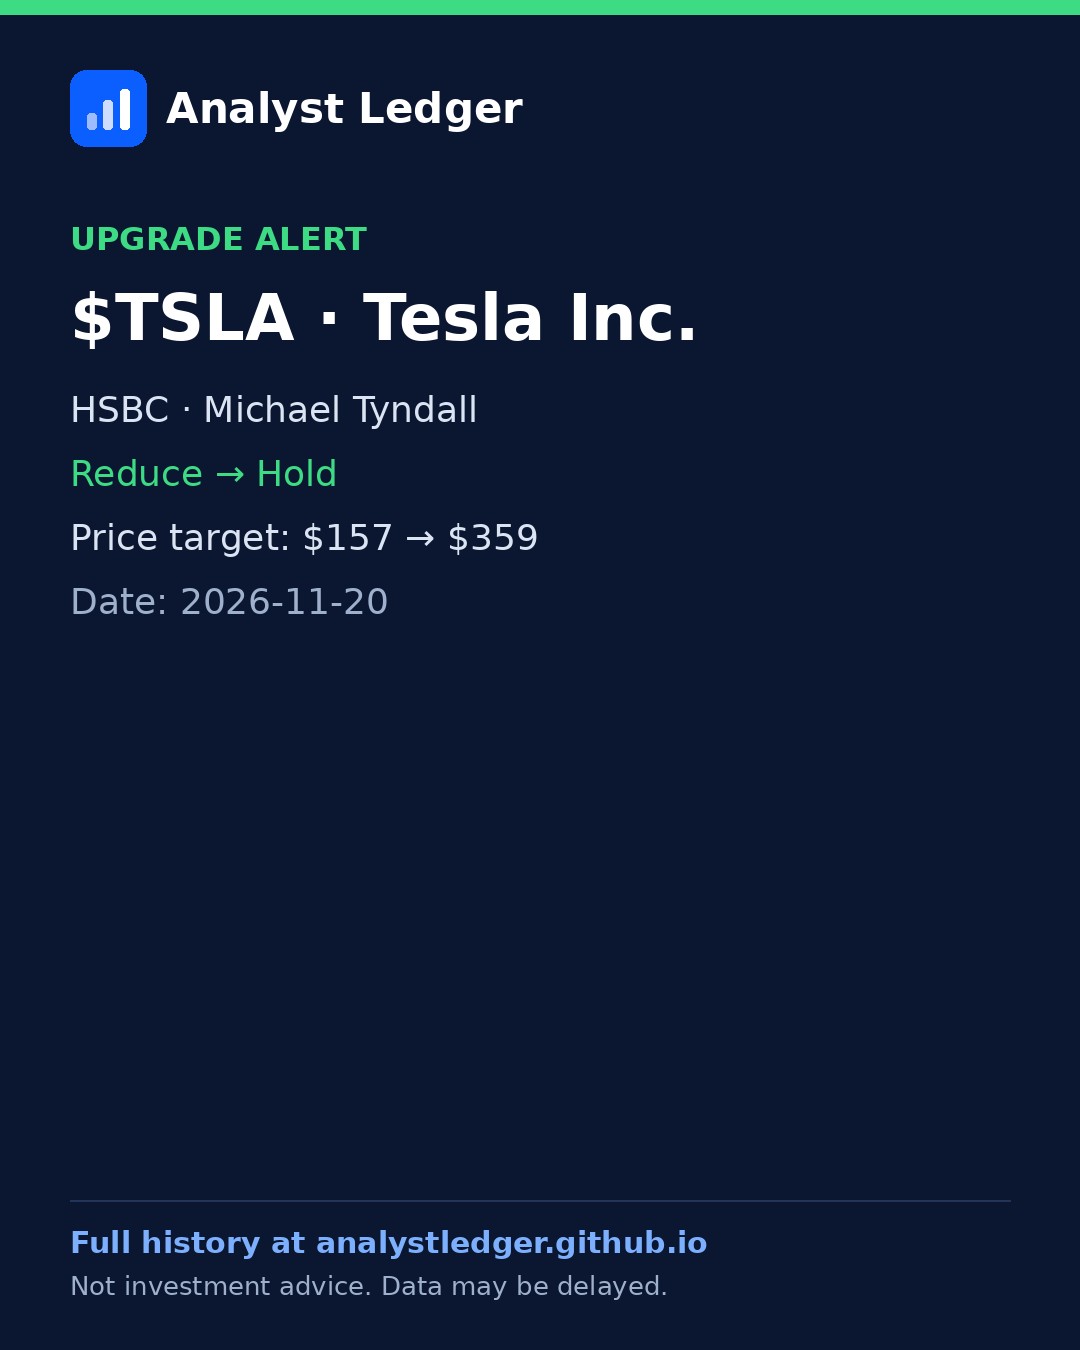 Analyst Ledger
UPGRADE ALERT
$TSLA · Tesla Inc.
HSBC · Michael Tyndall
Reduce → Hold
Price target: $157 → $359
Date: 2026-11-20
Full history at analystledger.github.io
Not investment advice. Data may be delayed.